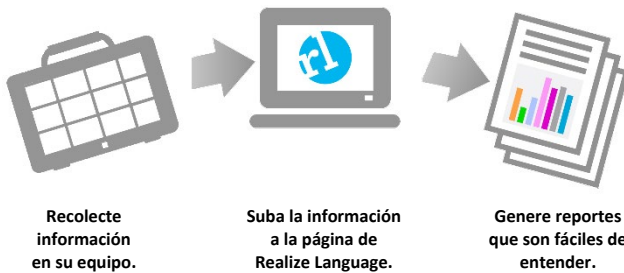 rl
Recolecte
información
en su equipo.
Suba la información
a la página de
Realize Language.
Genere reportes
que son fáciles de
entender.